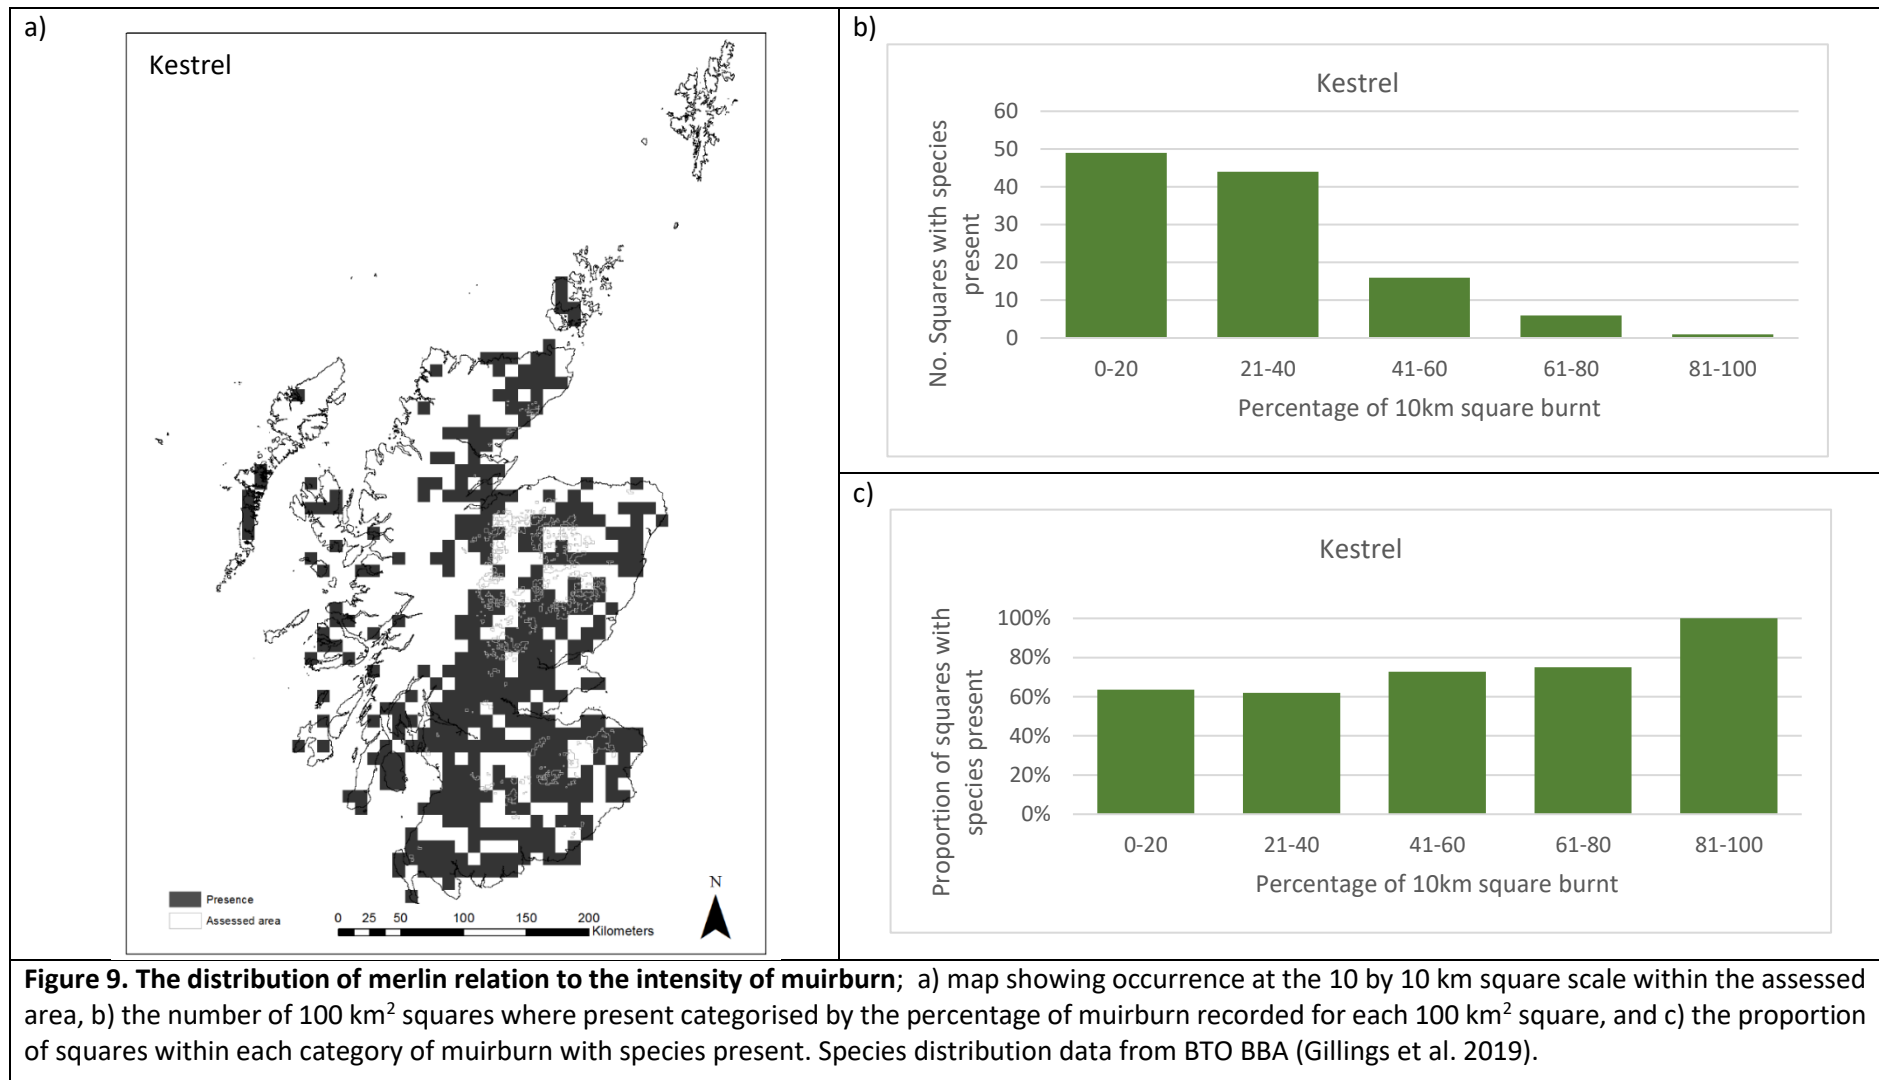 a)
Kestrel
N
Presence
Assessed area
0 25 50 100 150 200
Kilometers
b)
Kestrel
No. Squares with species
present
60
50
40
30
20
10
0
0-20 21-40 41-60 61-80 81-100
Percentage of 10km square burnt
c)
Kestrel
Proportion of squares with
species present
100%
80%
60%
40%
20%
0%
0-20 21-40 41-60 61-80 81-100
Percentage of 10km square burnt
Figure 9. The distribution of merlin relation to the intensity of muirburn; a) map showing occurrence at the 10 by 10 km square scale within the assessed
area, b) the number of 100 km² squares where present categorised by the percentage of muirburn recorded for each 100 km² square, and c) the proportion
of squares within each category of muirburn with species present. Species distribution data from BTO BBA (Gillings et al. 2019).